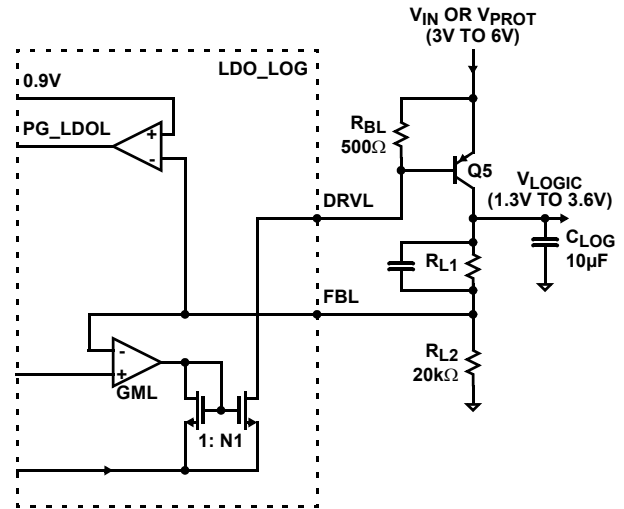 V_IN OR V_PROT
(3V TO 6V)
LDO_LOG
0.9V
PG_LDOL
+
-
R_BL
500Ω
Q5
DRVL
V_LOGIC
(1.3V TO 3.6V)
C_LOG
10µF
R_L1
FBL
-
+
GML
R_L2
20kΩ
1: N1